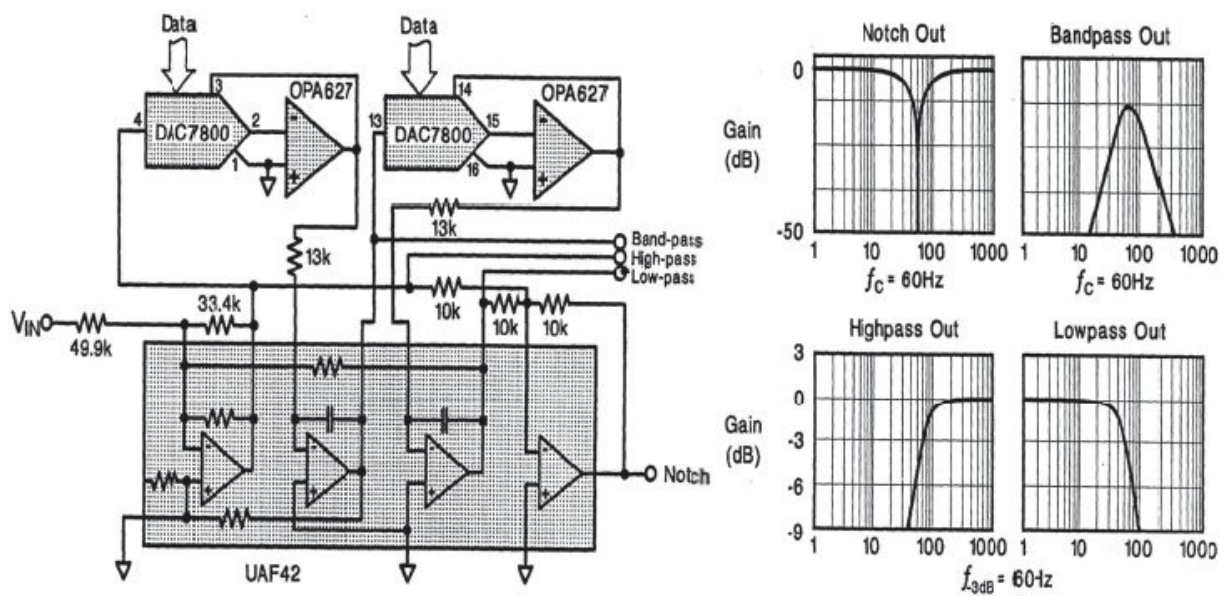 Data
Data
3
OPA627
4
DAC7800
2
1
-
+
14
OPA627
13
DAC7800
15
16
-
+
13k
13k
Band-pass
High-pass
Low-pass
10k
10k
10k
33.4k
VIN
49.9k
-
+
-
+
-
+
-
+
Notch
UAF42
Notch Out
Bandpass Out
Gain
(dB)
0
-50
1 10 100 1000
1 10 100 1000
fC = 60Hz
fC = 60Hz
Highpass Out
Lowpass Out
Gain
(dB)
3
0
-3
-6
-9
1 10 100 1000
1 10 100 1000
f-3dB = 60Hz